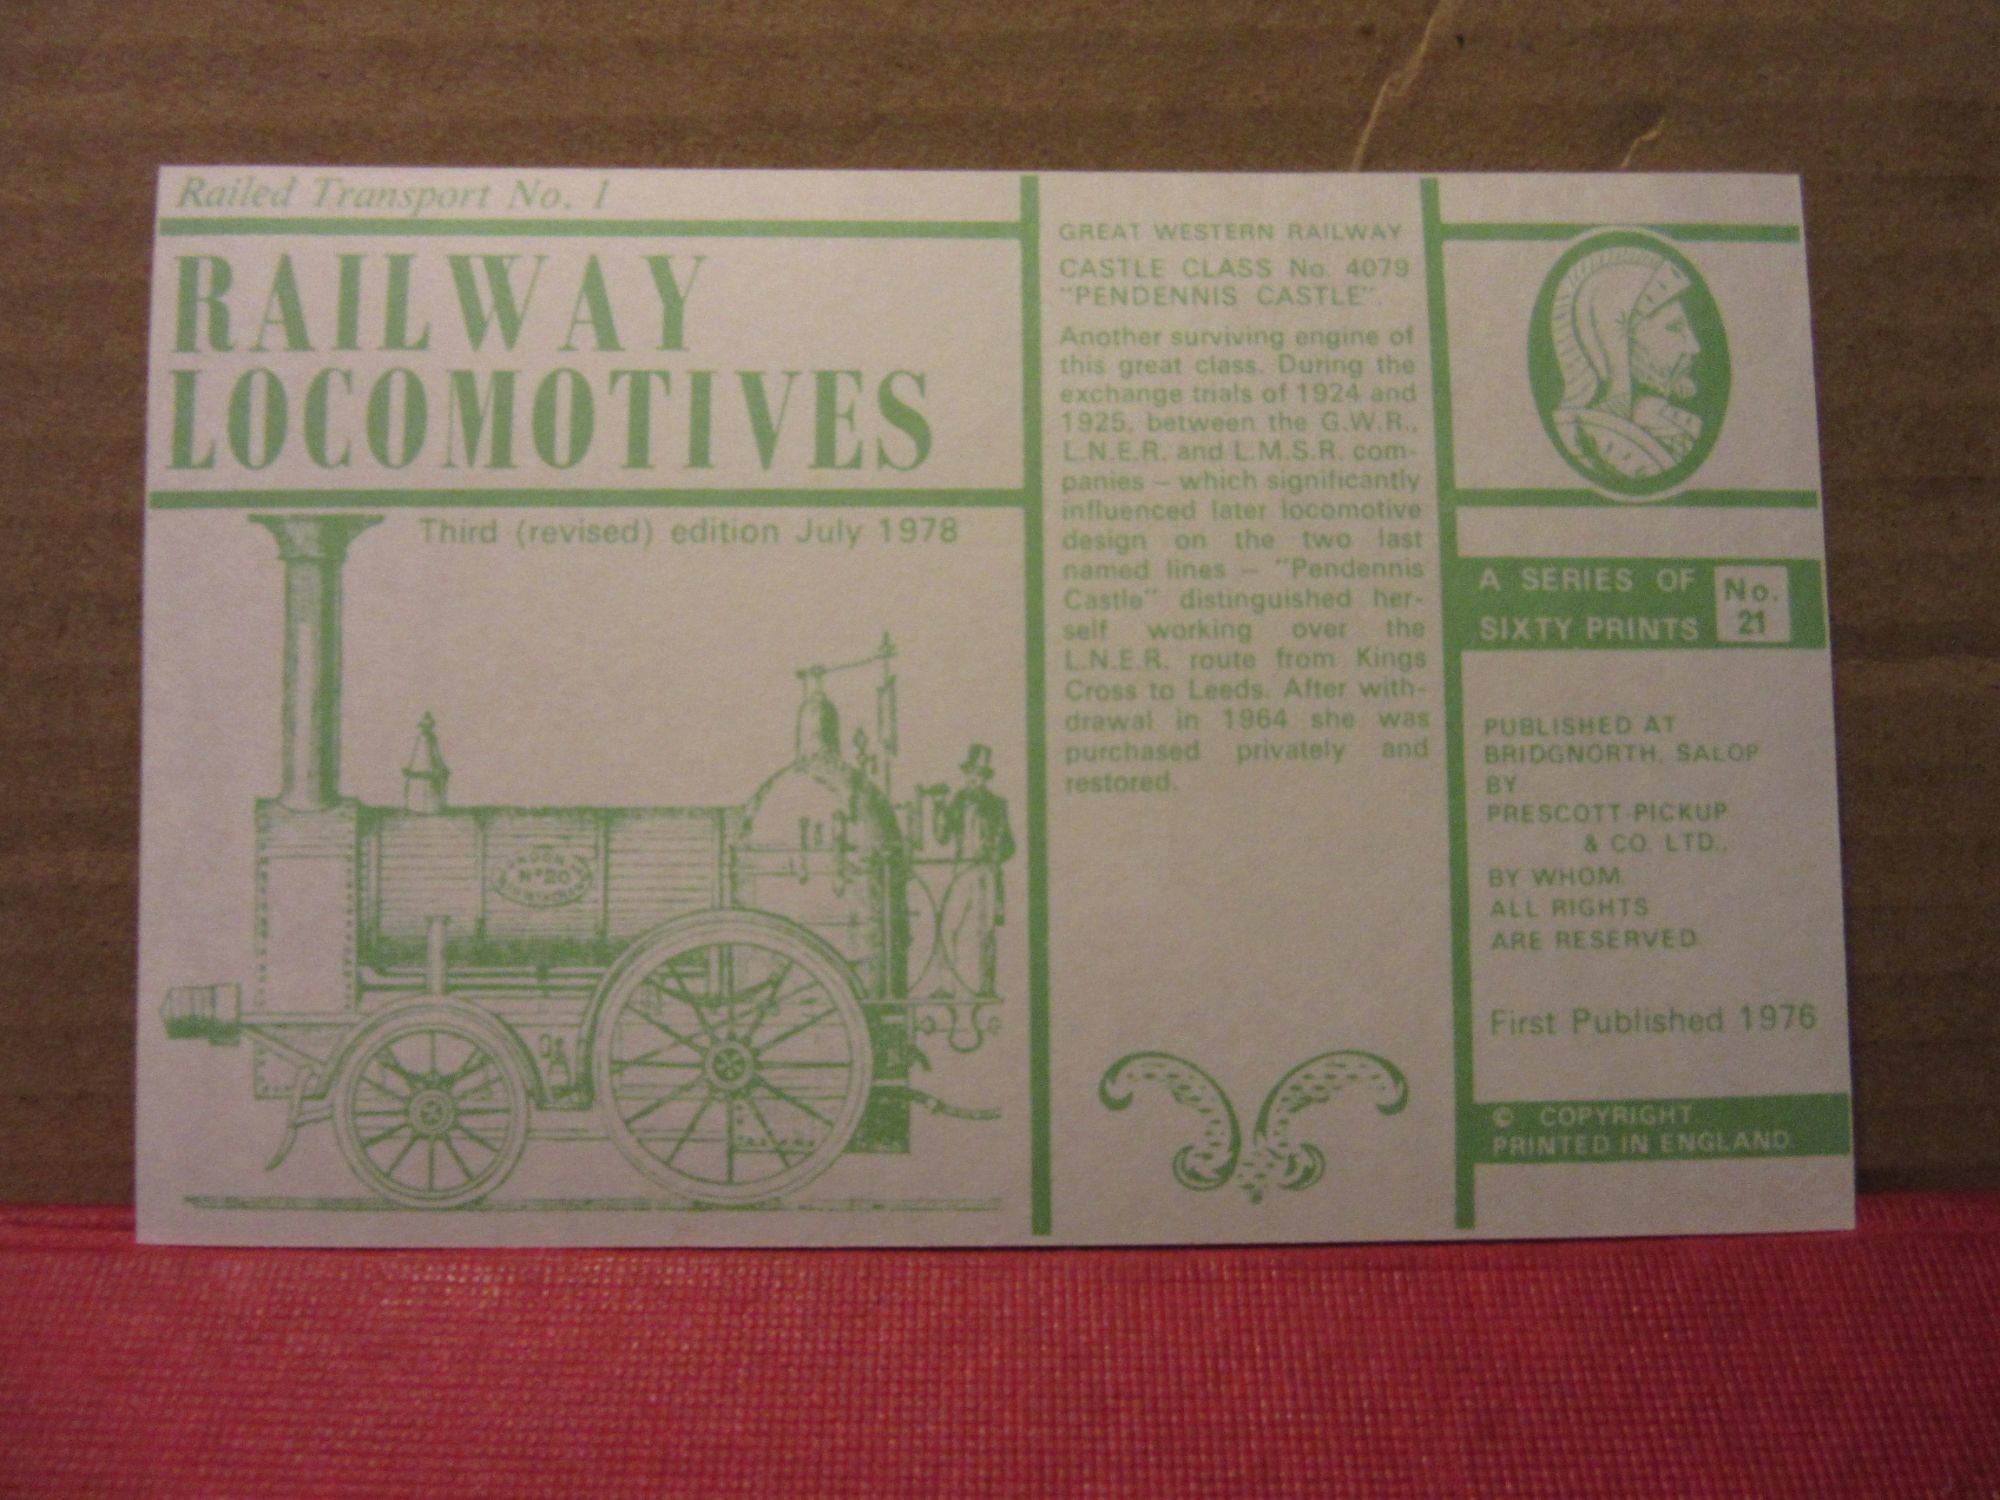 Railed Transport No. 1
RAILWAY
LOCOMOTIVES
Third (revised) edition July 1978
Nº20
GREAT WESTERN RAILWAY
CASTLE CLASS No. 4079
"PENDENNIS CASTLE".
Another surviving engine of
this great class. During the
exchange trials of 1924 and
1925, between the G.W.R.,
L.N.E.R. and L.M.S.R. com-
panies – which significantly
influenced later locomotive
design on the two last
named lines – "Pendennis
Castle" distinguished her-
self working over the
L.N.E.R. route from Kings
Cross to Leeds. After with-
drawal in 1964 she was
purchased privately and
restored.
A SERIES OF
SIXTY PRINTS
No.
21
PUBLISHED AT
BRIDGNORTH, SALOP
BY
PRESCOTT-PICKUP
& CO LTD.,
BY WHOM
ALL RIGHTS
ARE RESERVED
First Published 1976
© COPYRIGHT.
PRINTED IN ENGLAND.